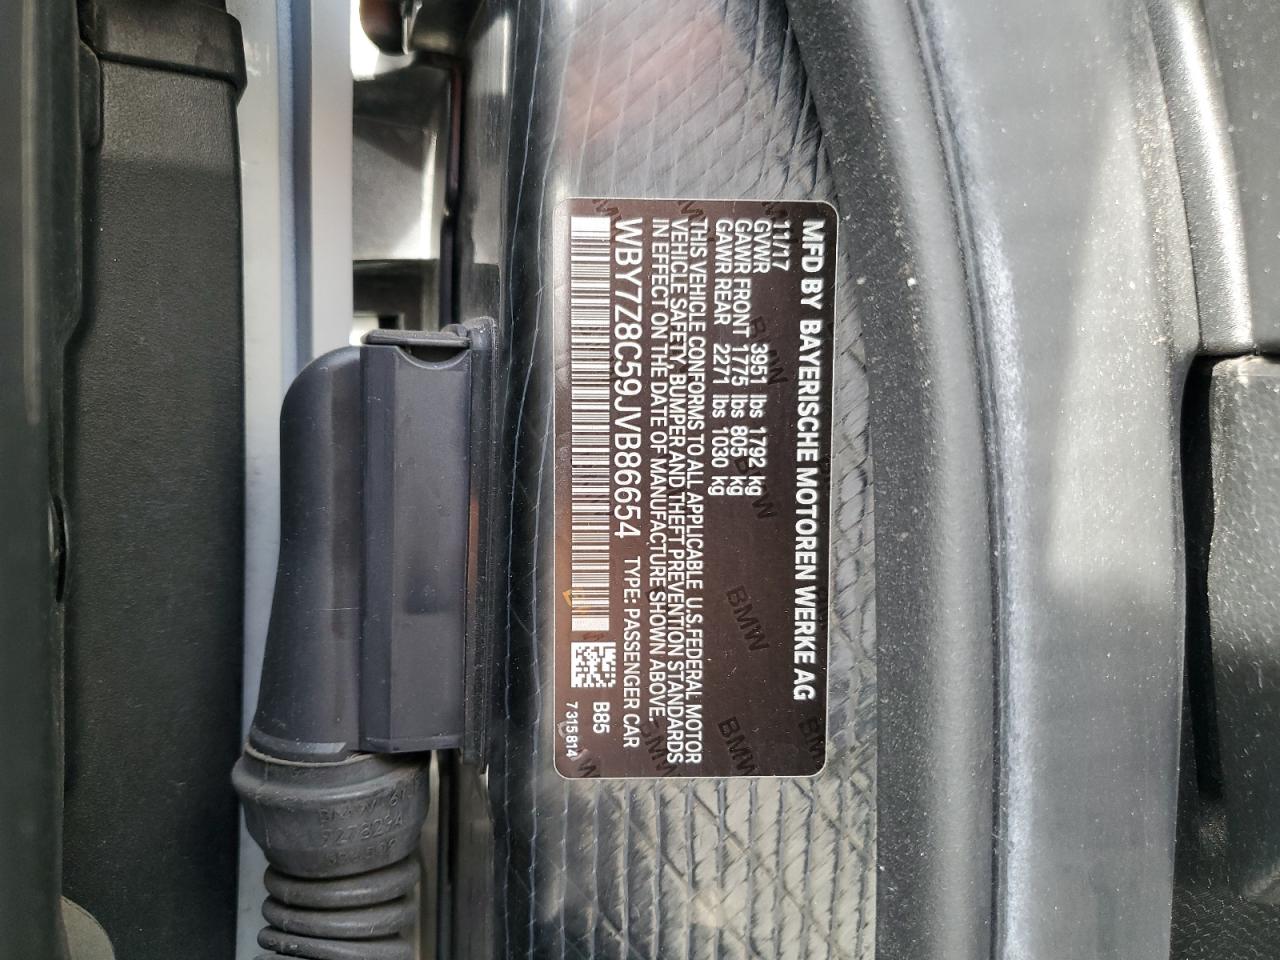 MFD BY BAYERISCHE MOTOREN WERKE AG
11/17
GVWR 3951 lbs 1792 kg
GAWR FRONT 1775 lbs 805 kg
GAWR REAR 2271 lbs 1030 kg
THIS VEHICLE CONFORMS TO ALL APPLICABLE U.S.FEDERAL MOTOR
VEHICLE SAFETY, BUMPER AND THEFT PREVENTION STANDARDS
IN EFFECT ON THE DATE OF MANUFACTURE SHOWN ABOVE.
WBY7Z8C59JVB86654 TYPE: PASSENGER CAR
B85
7315814
BMW
BMW
BMW
BMW
BMW